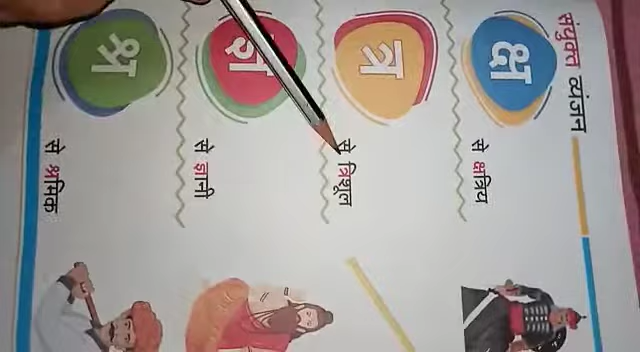 संयुक्त व्यंजन
क्ष
से क्षत्रिय
त्र
से त्रिशूल
ज्ञ
से ज्ञानी
श्र
से श्रमिक